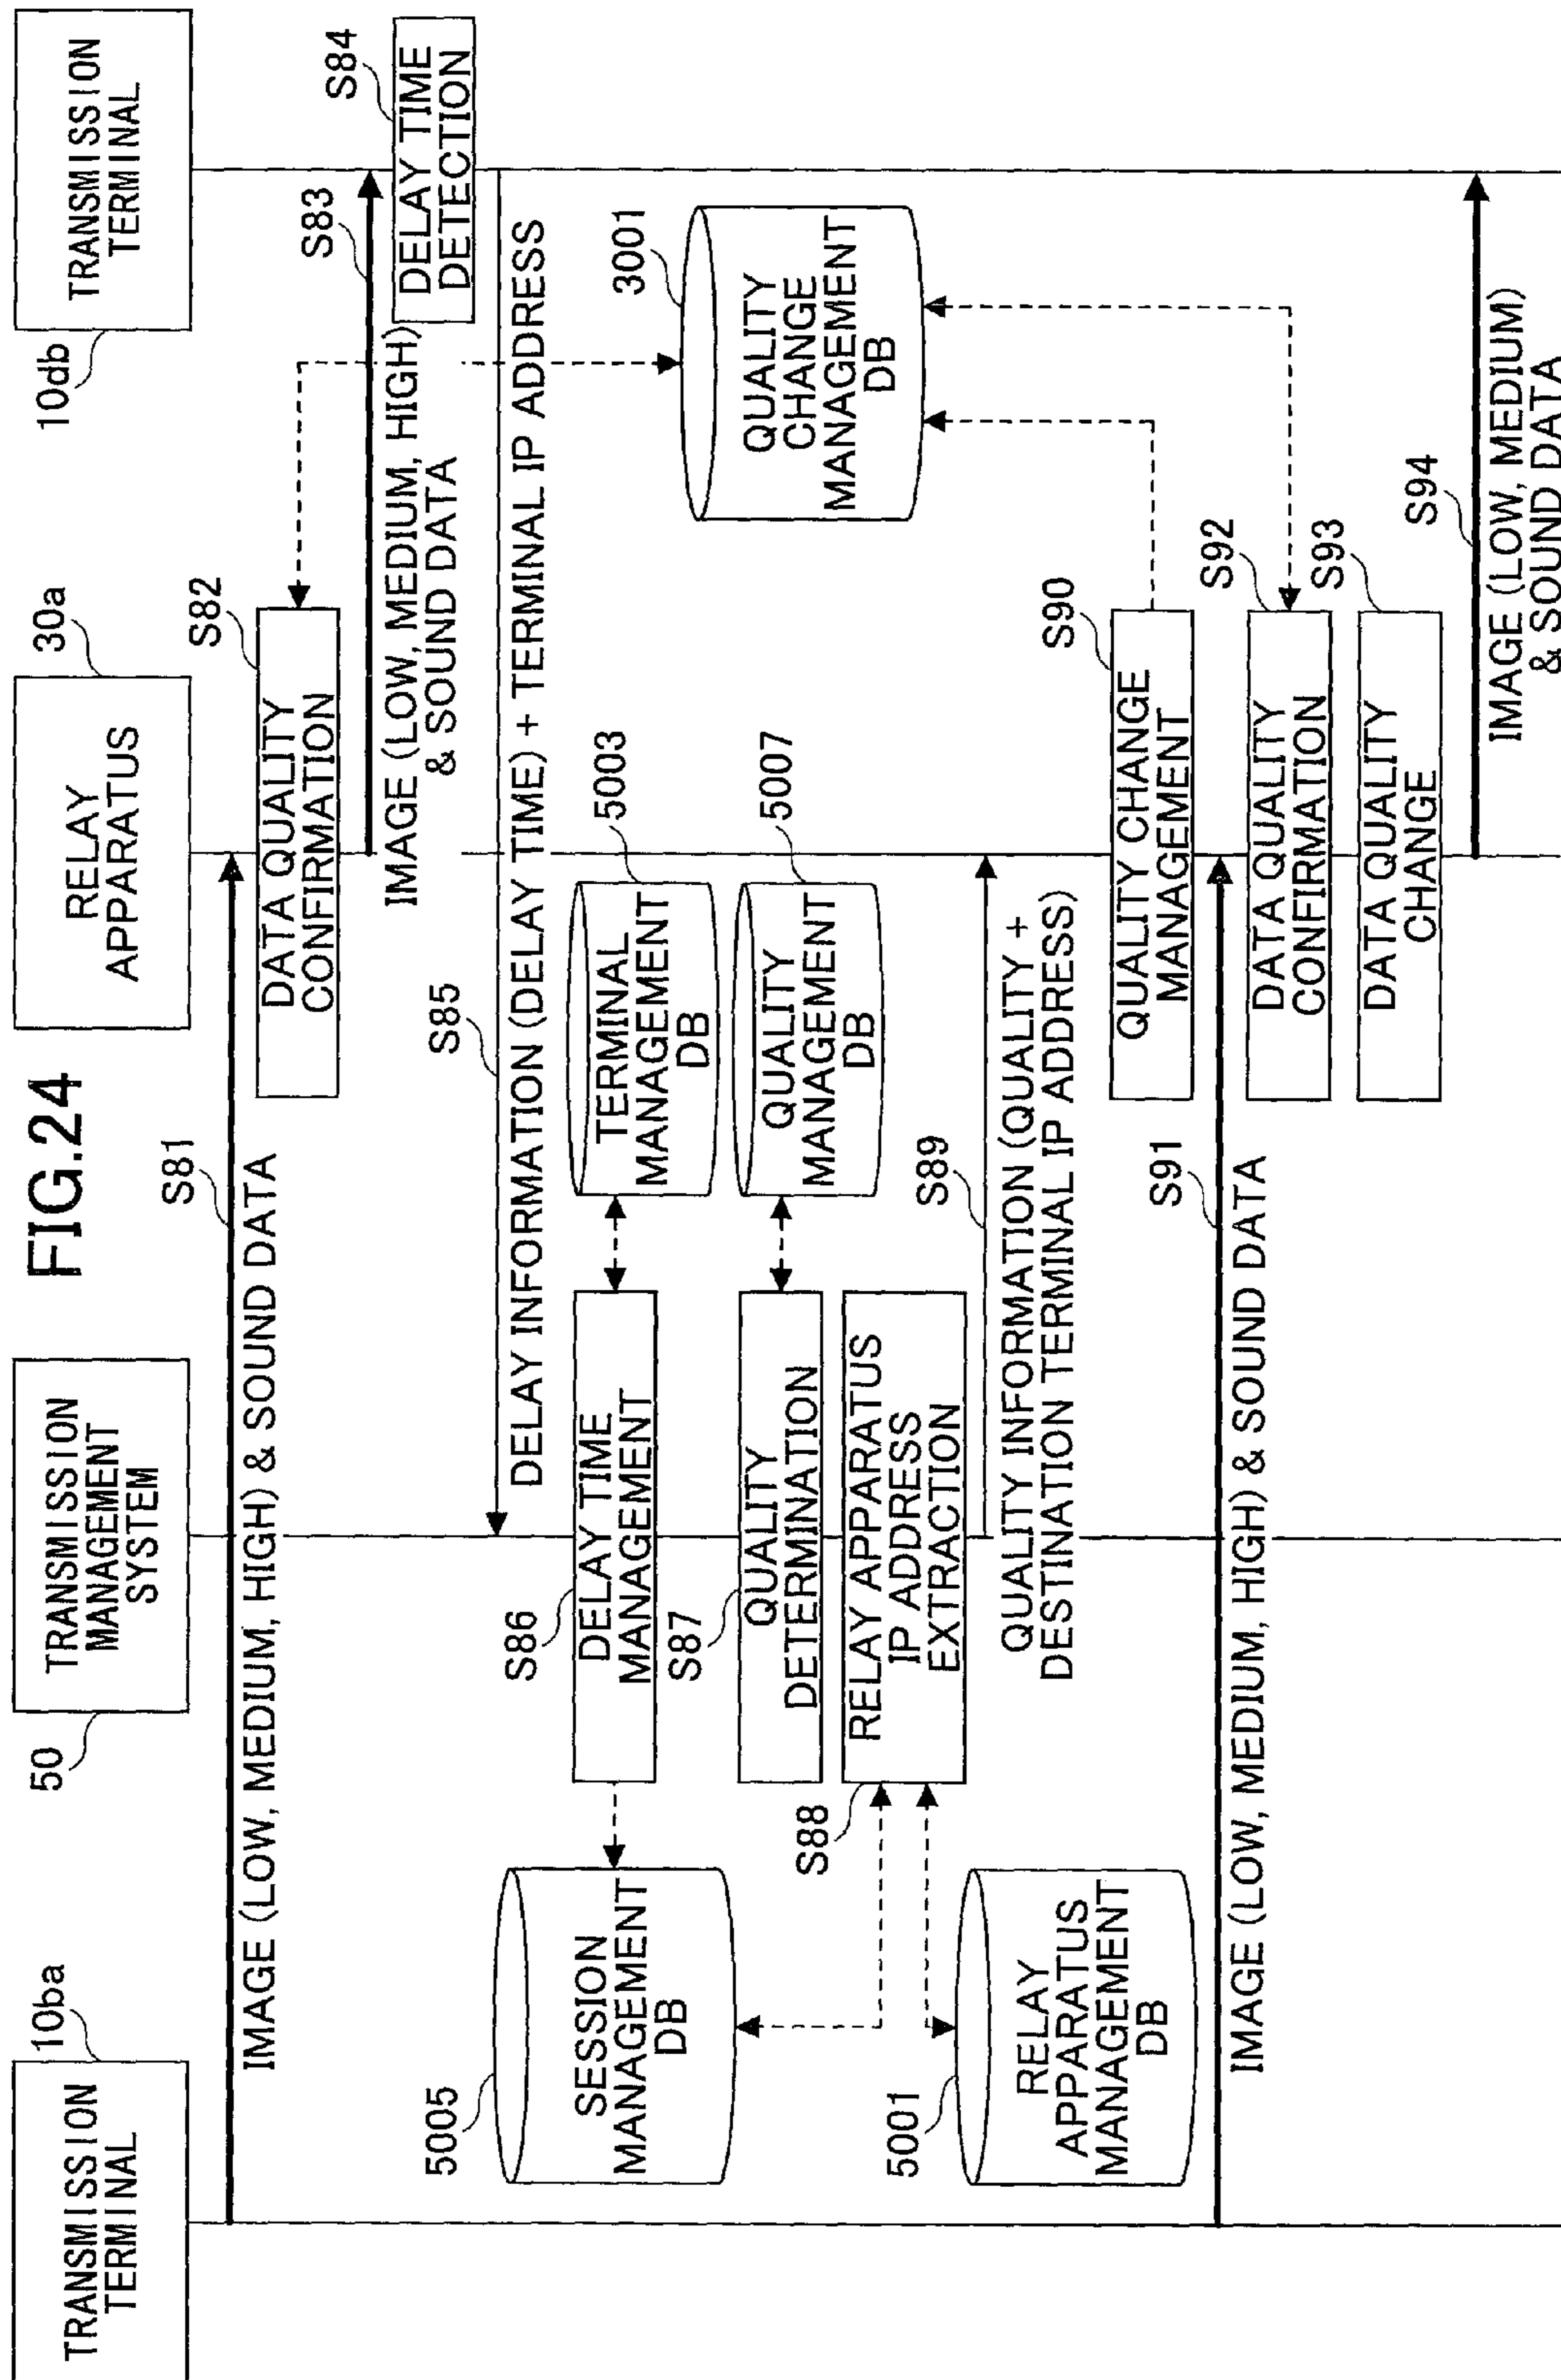 FIG.24
10ba
TRANSMISSION
TERMINAL
50
TRANSMISSION
MANAGEMENT
SYSTEM
30a
RELAY
APPARATUS
10db
TRANSMISSION
TERMINAL
S81
IMAGE (LOW, MEDIUM, HIGH) & SOUND DATA
S82
DATA QUALITY
CONFIRMATION
S83
IMAGE (LOW, MEDIUM, HIGH)
& SOUND DATA
S84
DELAY TIME
DETECTION
S85
DELAY INFORMATION (DELAY TIME) + TERMINAL IP ADDRESS
5005
SESSION
MANAGEMENT
DB
S86
DELAY TIME
MANAGEMENT
5003
TERMINAL
MANAGEMENT
DB
3001
QUALITY
CHANGE
MANAGEMENT
DB
S87
QUALITY
DETERMINATION
5007
QUALITY
MANAGEMENT
DB
S88
RELAY APPARATUS
IP ADDRESS
EXTRACTION
5001
RELAY
APPARATUS
MANAGEMENT
DB
S89
QUALITY INFORMATION (QUALITY +
DESTINATION TERMINAL IP ADDRESS)
S90
QUALITY CHANGE
MANAGEMENT
S91
IMAGE (LOW, MEDIUM, HIGH) & SOUND DATA
S92
DATA QUALITY
CONFIRMATION
S93
DATA QUALITY
CHANGE
S94
IMAGE (LOW, MEDIUM)
& SOUND DATA